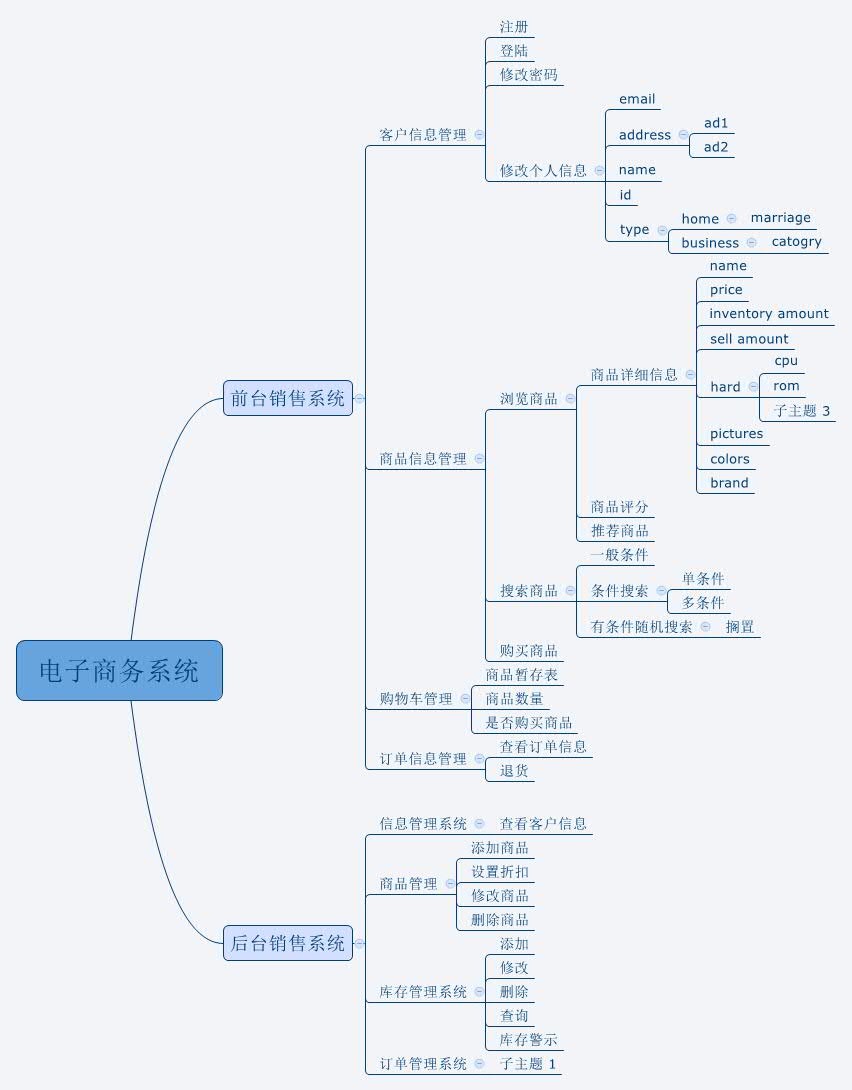 注册
登陆
修改密码
email
ad1
客户信息管理
address
ad2
修改个人信息
name
id
type
home
marriage
business
catogry
name
price
inventory amount
sell amount
cpu
商品详细信息
hard
rom
前台销售系统
浏览商品
子主题 3
pictures
商品信息管理
colors
brand
商品评分
推荐商品
一般条件
搜索商品
条件搜索
单条件
多条件
有条件随机搜索
搁置
购买商品
电子商务系统
商品暂存表
购物车管理
商品数量
是否购买商品
订单信息管理
查看订单信息
退货
信息管理系统
查看客户信息
添加商品
商品管理
设置折扣
修改商品
删除商品
后台销售系统
添加
修改
库存管理系统
删除
查询
库存警示
订单管理系统
子主题 1